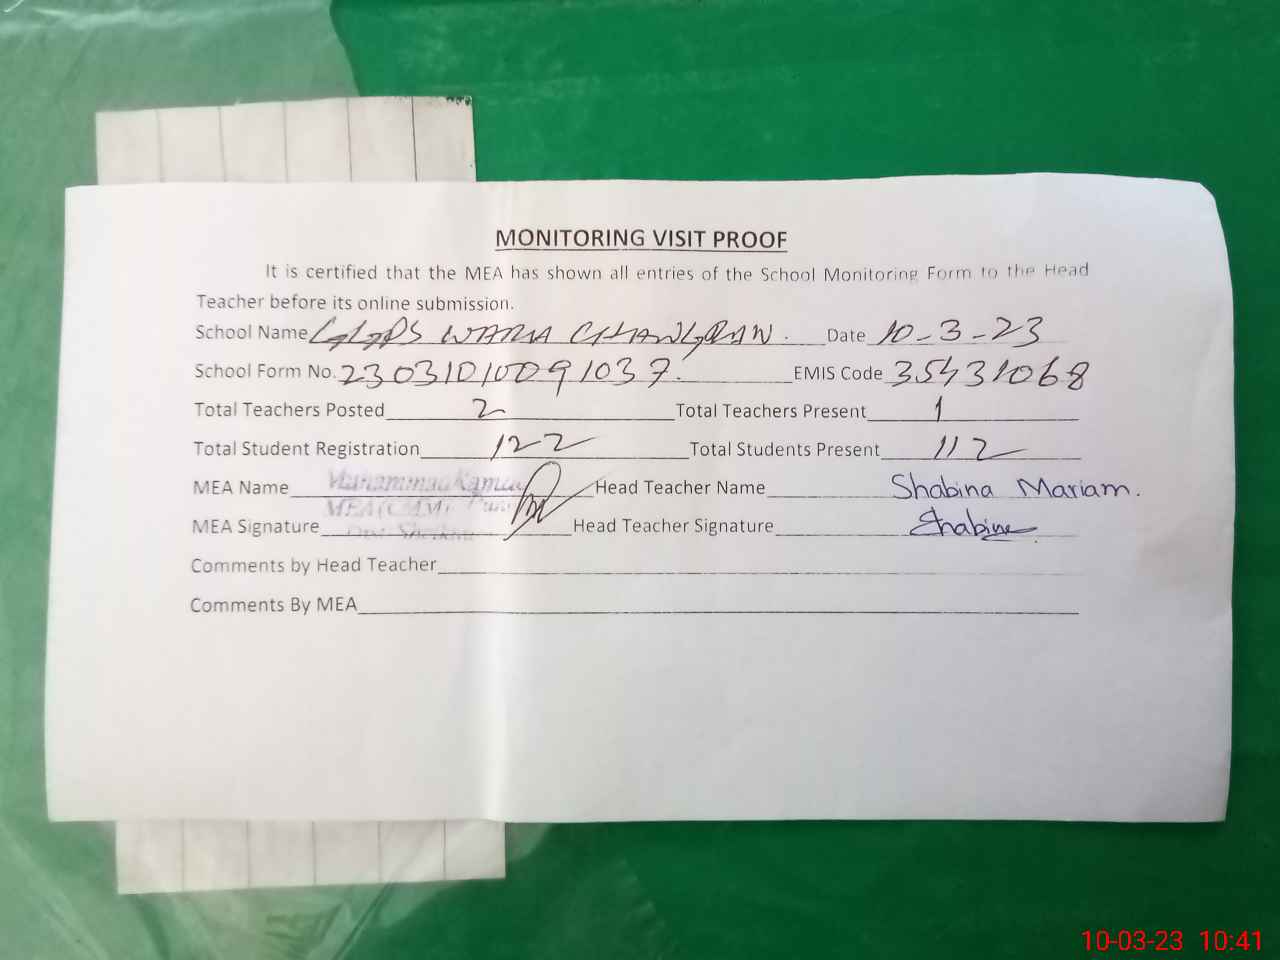 MONITORING VISIT PROOF
It is certified that the MEA has shown all entries of the School Monitoring Form to the Head
Teacher before its online submission.
School Name GGPS WARA CHANGRAN. Date 10-3-23
School Form No. 23031010091037. EMIS Code 35431068
Total Teachers Posted 2 Total Teachers Present 1
Total Student Registration 122 Total Students Present 112
MEA Name Muhammad Head Teacher Name Shabina Mariam.
MEA Signature Head Teacher Signature Shabina
Comments by Head Teacher
Comments By MEA
10-03-23 10:41